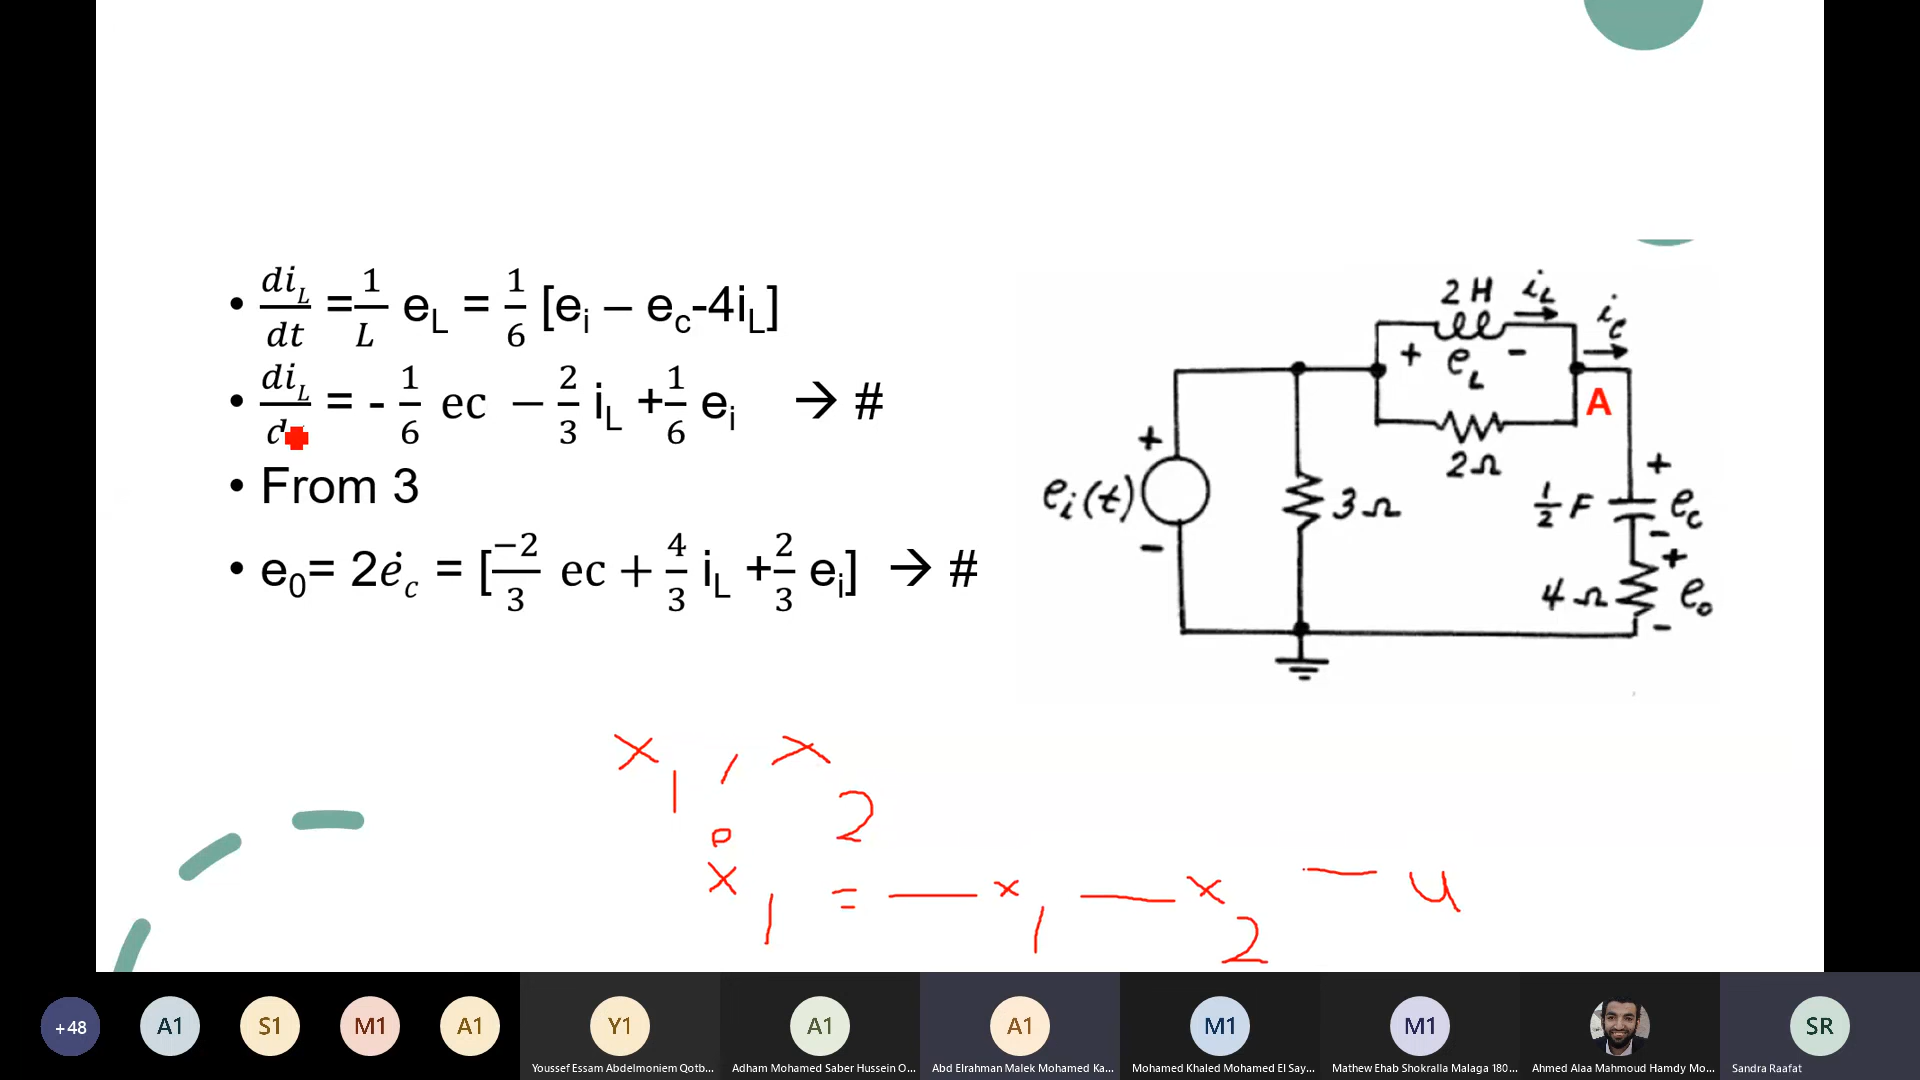 • di_L/dt = 1/L e_L = 1/6 [e_i – e_c-4i_L]
• di_L/d = - 1/6 ec − 2/3 i_L + 1/6 e_i → #
• From 3
• e_0= 2ė_c = [−2/3 ec + 4/3 i_L + 2/3 e_i] → #
2 H i_L
i_c
+ e_L -
A
2Ω
+
e_i(t)
-
3Ω
1/2 F
+
e_c
-
4Ω
+
e_o
-
x_1 , x_2
ẋ_1 = — x_1 — x_2 — u
+48
A1
S1
M1
A1
Y1
Youssef Essam Abdelmoniem Qotb...
A1
Adham Mohamed Saber Hussein O...
A1
Abd Elrahman Malek Mohamed Ka...
M1
Mohamed Khaled Mohamed El Say...
M1
Mathew Ehab Shokralla Malaga 180...
Ahmed Alaa Mahmoud Hamdy Mo...
SR
Sandra Raafat